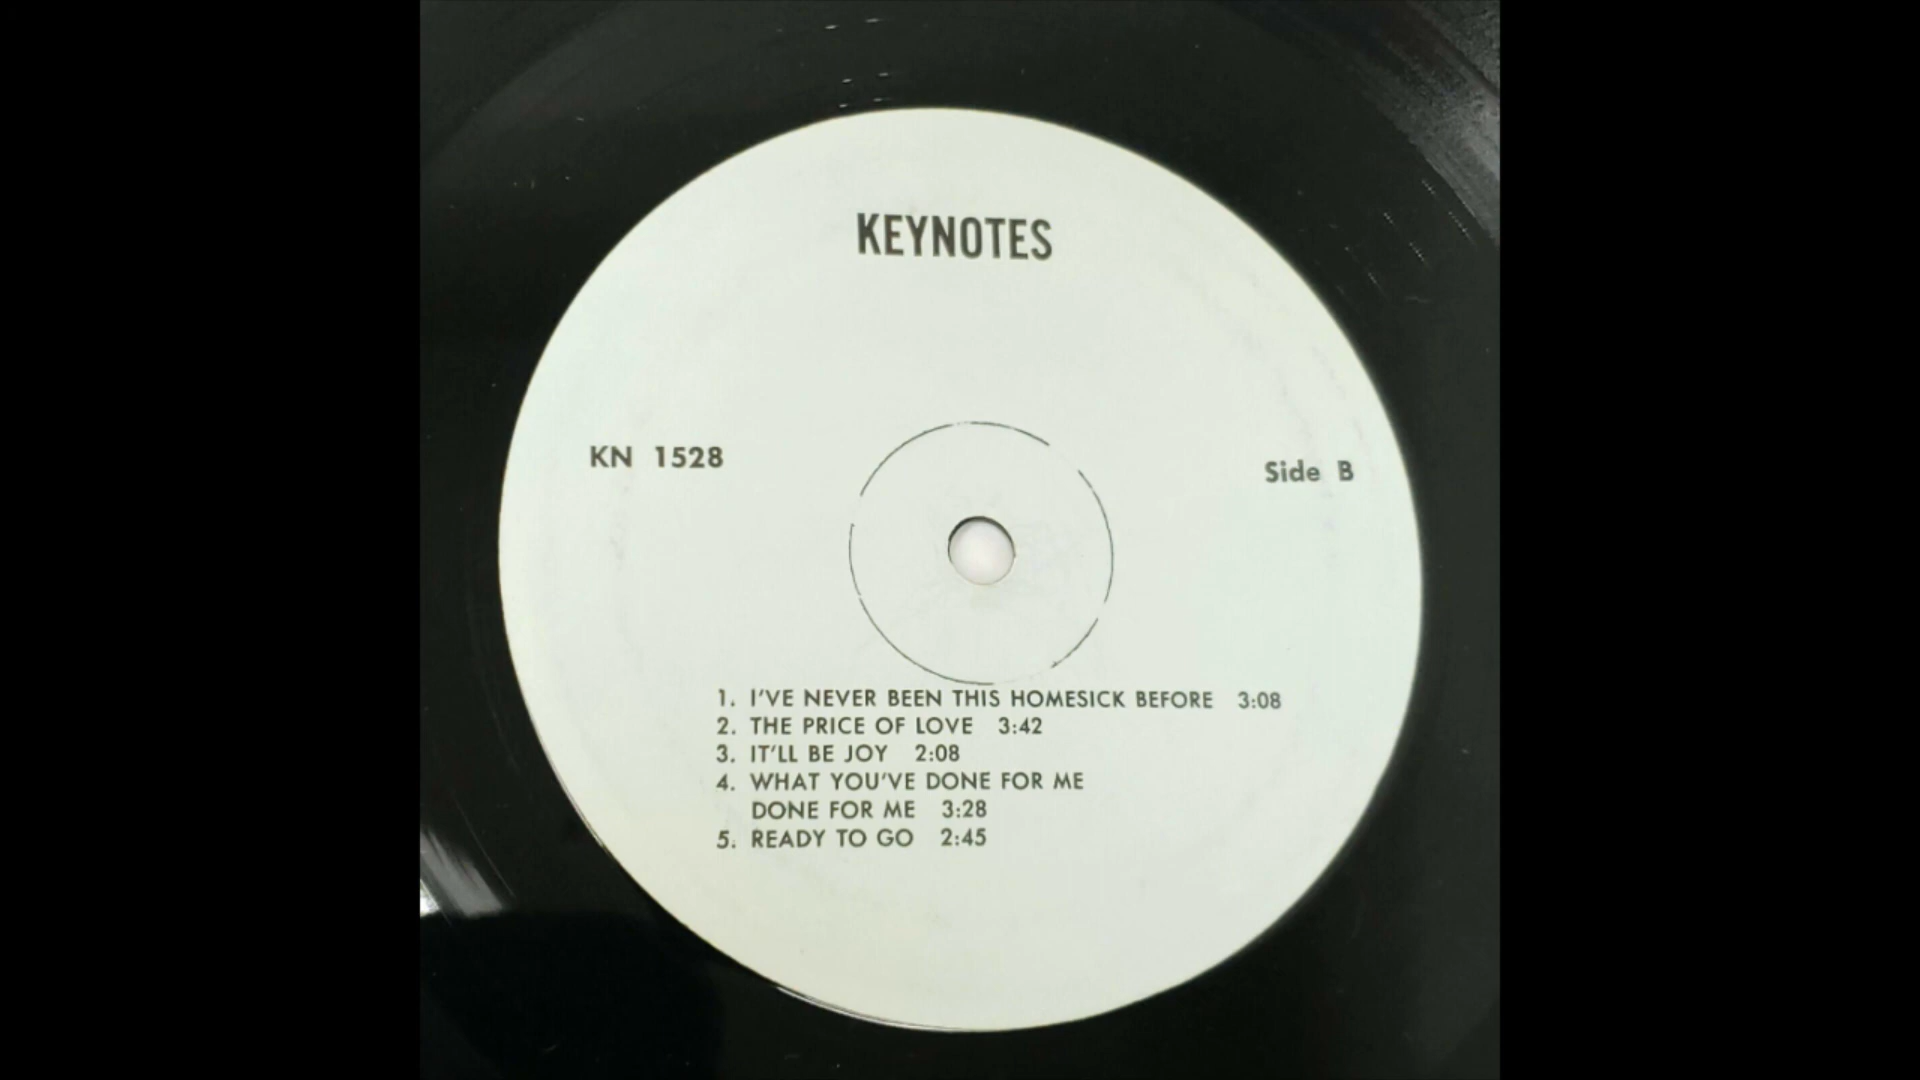 KEYNOTES
KN 1528
Side B
1. I'VE NEVER BEEN THIS HOMESICK BEFORE 3:08
2. THE PRICE OF LOVE 3:42
3. IT'LL BE JOY 2:08
4. WHAT YOU'VE DONE FOR ME
DONE FOR ME 3:28
5. READY TO GO 2:45